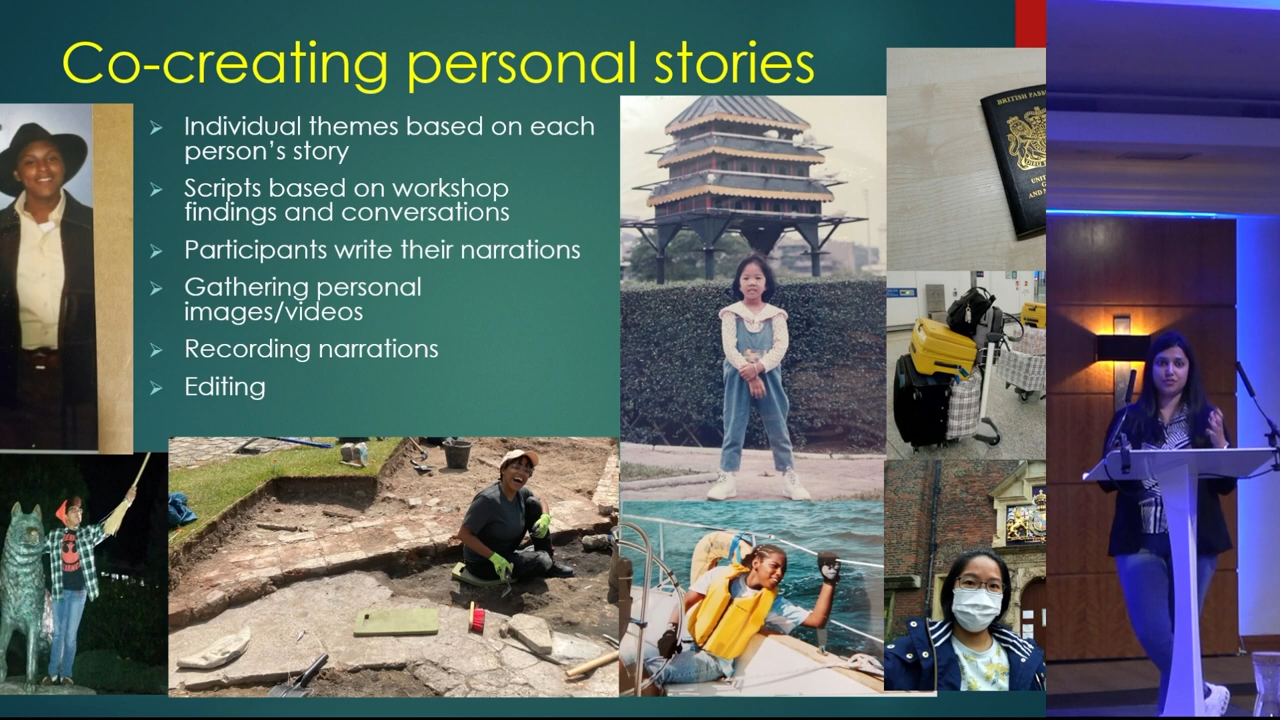 Co-creating personal stories
Individual themes based on each
person's story
Scripts based on workshop
findings and conversations
Participants write their narrations
Gathering personal
images/videos
Recording narrations
Editing
BRITISH